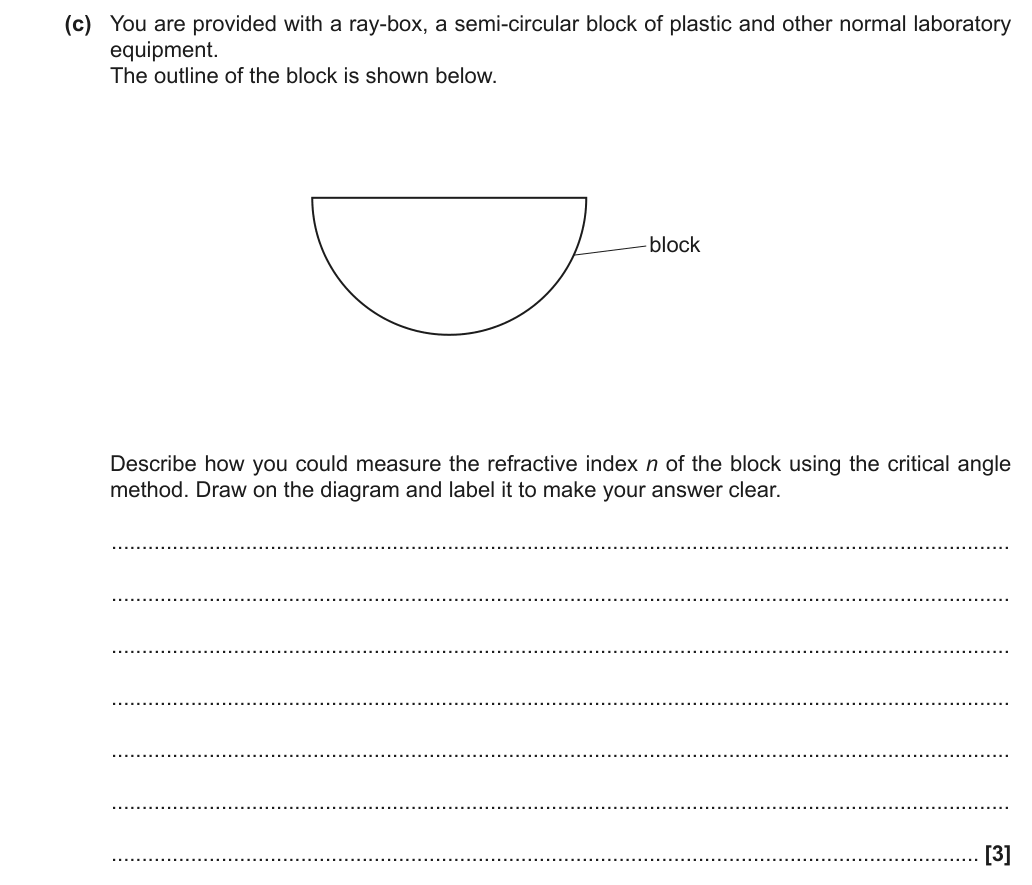 (c) You are provided with a ray-box, a semi-circular block of plastic and other normal laboratory
equipment.
The outline of the block is shown below.
block
Describe how you could measure the refractive index n of the block using the critical angle
method. Draw on the diagram and label it to make your answer clear.
[3]